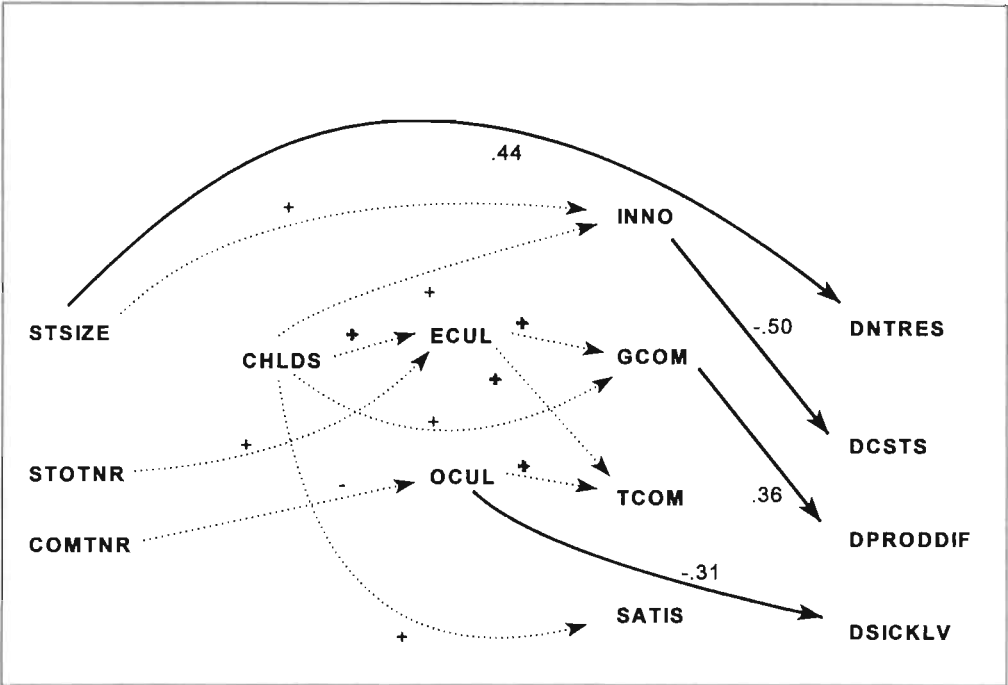 .44
+
INNO
+
STSIZE
+
ECUL
+
-.50
DNTRES
CHLDS
GCOM
+
+
+
DCSTS
STOTNR
-
OCUL
+
TCOM
.36
COMTNR
DPRODDIF
-.31
SATIS
+
DSICKLV